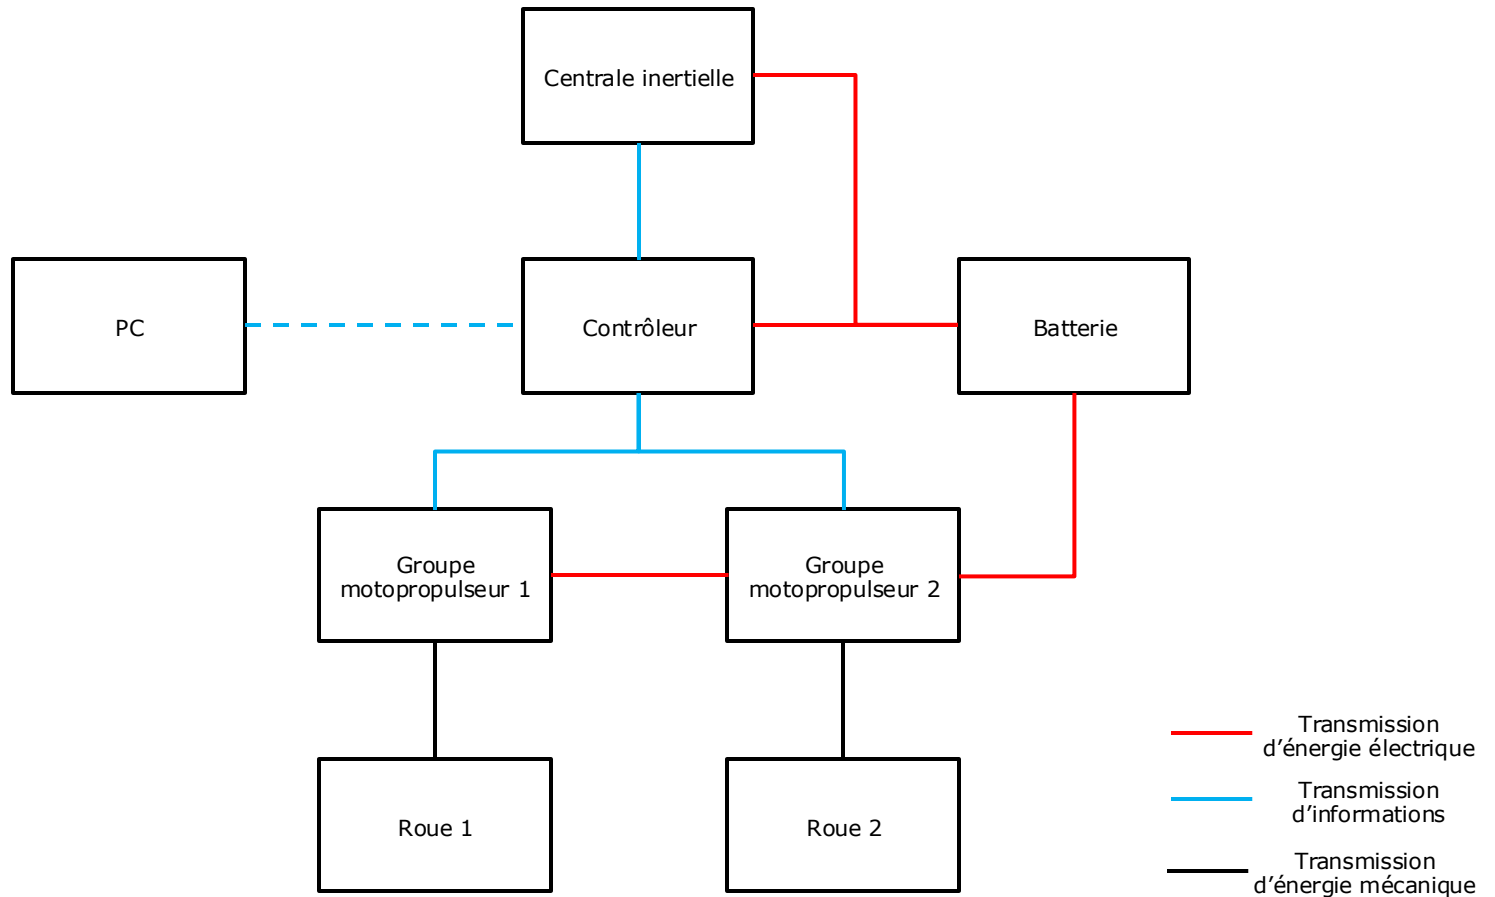 Centrale inertielle
PC
Contrôleur
Batterie
Groupe
motopropulseur 1
Groupe
motopropulseur 2
Roue 1
Roue 2
Transmission
d’énergie électrique
Transmission
d’informations
Transmission
d’énergie mécanique